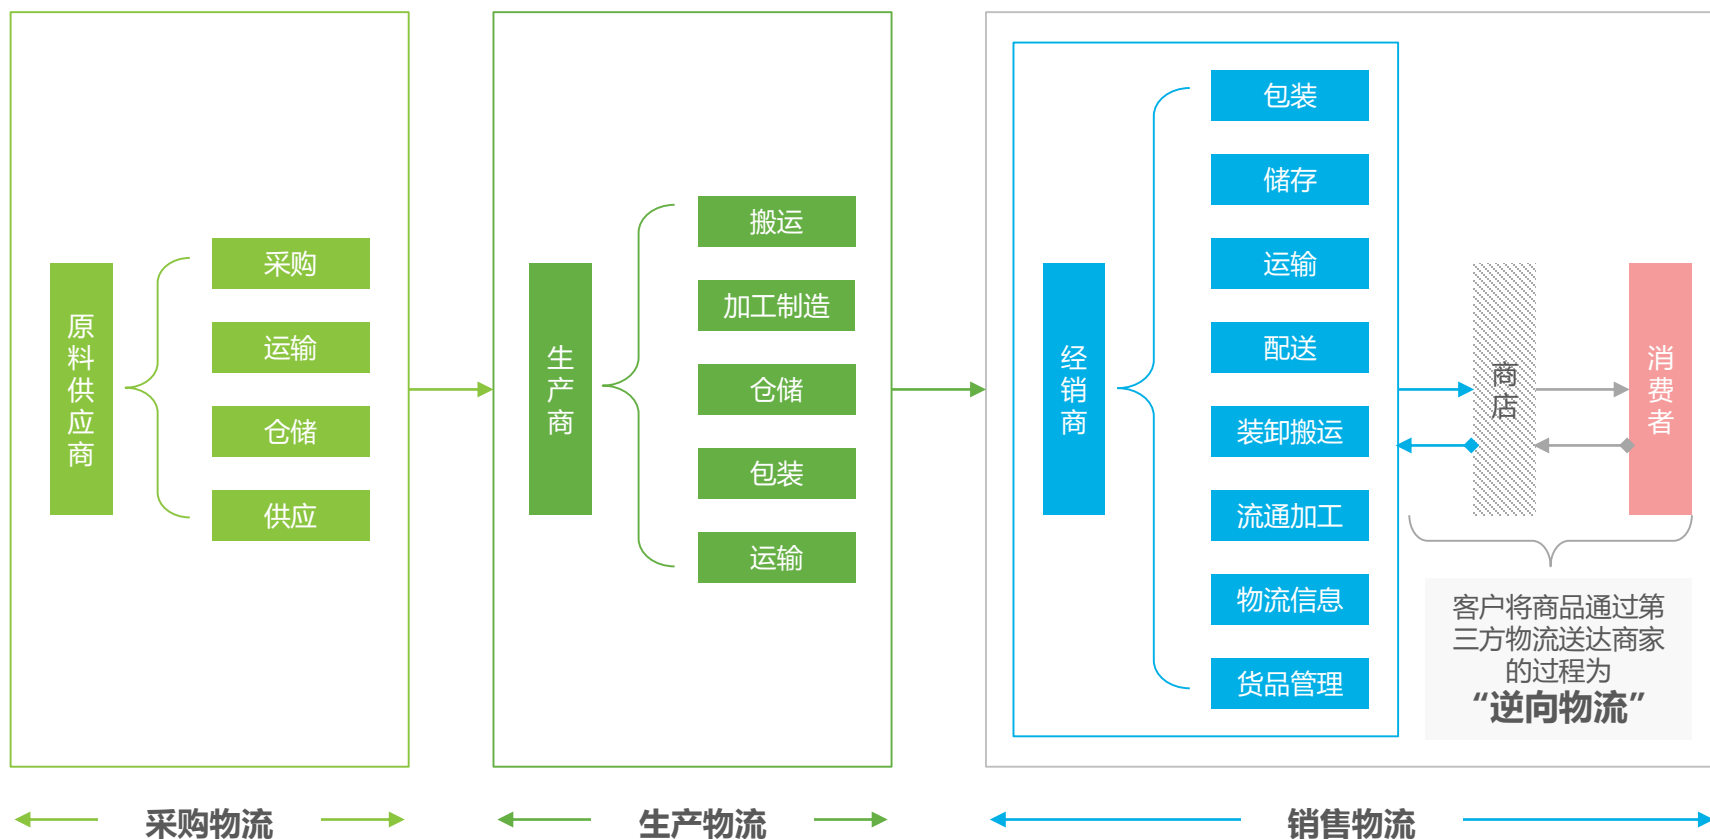 原料供应商
采购
运输
仓储
供应
生产商
搬运
加工制造
仓储
包装
运输
经销商
包装
储存
运输
配送
装卸搬运
流通加工
物流信息
货品管理
商店
消费者
客户将商品通过第
三方物流送达商家
的过程为
“逆向物流”
采购物流
生产物流
销售物流